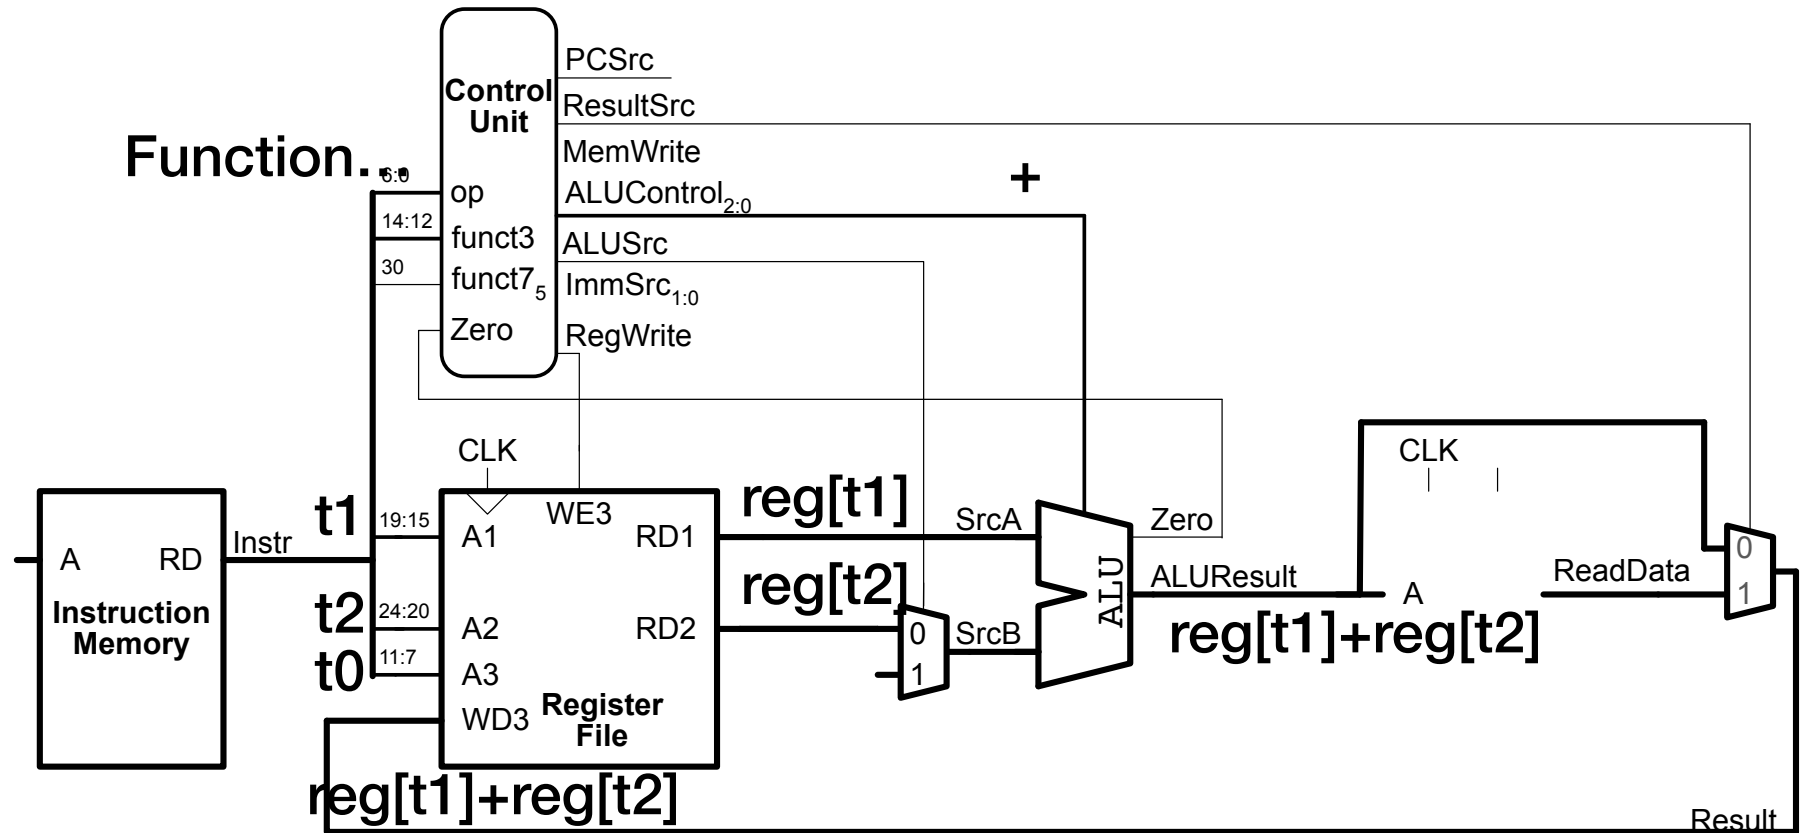 PCSrc
Control
Unit
ResultSrc
Function...
MemWrite
6:0
op
ALUControl2:0
+
14:12
funct3
ALUSrc
30
funct75
ImmSrc1:0
Zero
RegWrite
CLK
CLK
t1
19:15
A1
WE3
RD1
reg[t1]
SrcA
Zero
A
RD
Instr
0
Instruction
Memory
t2
24:20
A2
RD2
reg[t2]
0
SrcB
ALU
ALUResult
A
ReadData
1
t0
11:7
A3
1
reg[t1]+reg[t2]
WD3
Register
File
reg[t1]+reg[t2]
Result